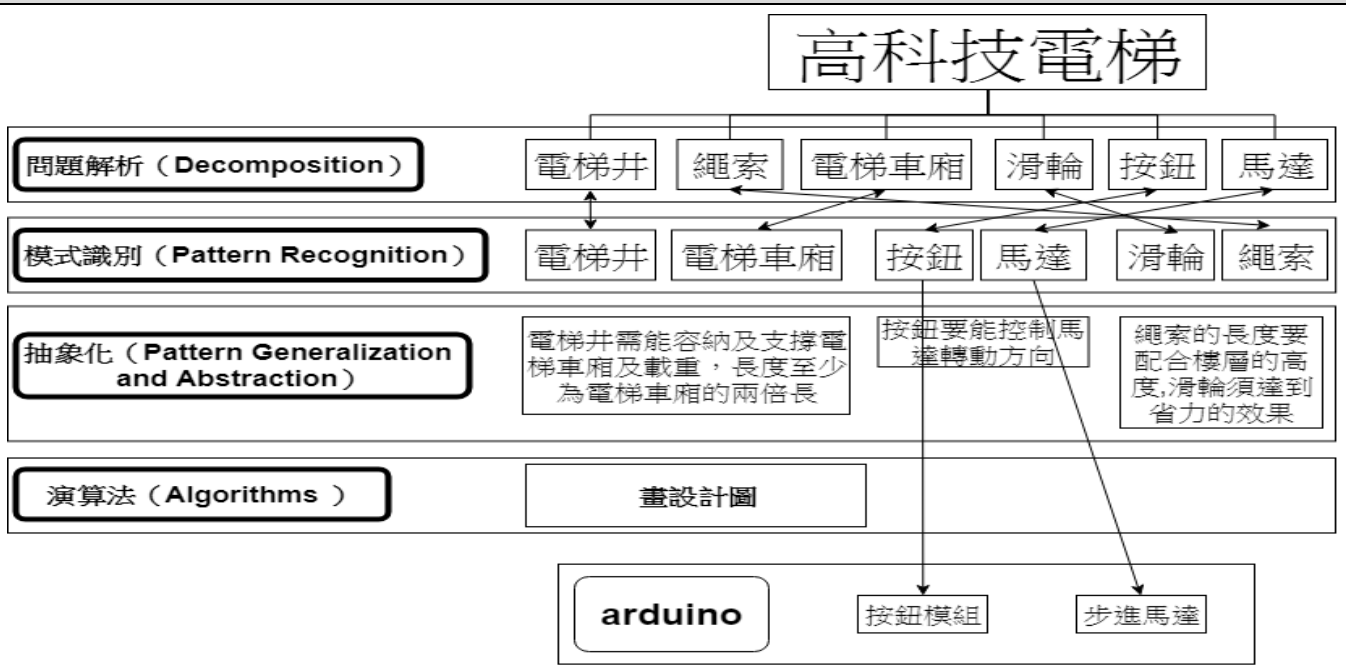 高科技電梯
問題解析（Decomposition）
電梯井
繩索
電梯車廂
滑輪
按鈕
馬達
模式識別（Pattern Recognition）
電梯井
電梯車廂
按鈕
馬達
滑輪
繩索
抽象化（Pattern Generalization
and Abstraction）
電梯井需能容納及支撐電
梯車廂及載重，長度至少
為電梯車廂的兩倍長
按鈕要能控制馬
達轉動方向
繩索的長度要
配合樓層的高
度,滑輪須達到
省力的效果
演算法（Algorithms ）
畫設計圖
arduino
按鈕模組
步進馬達